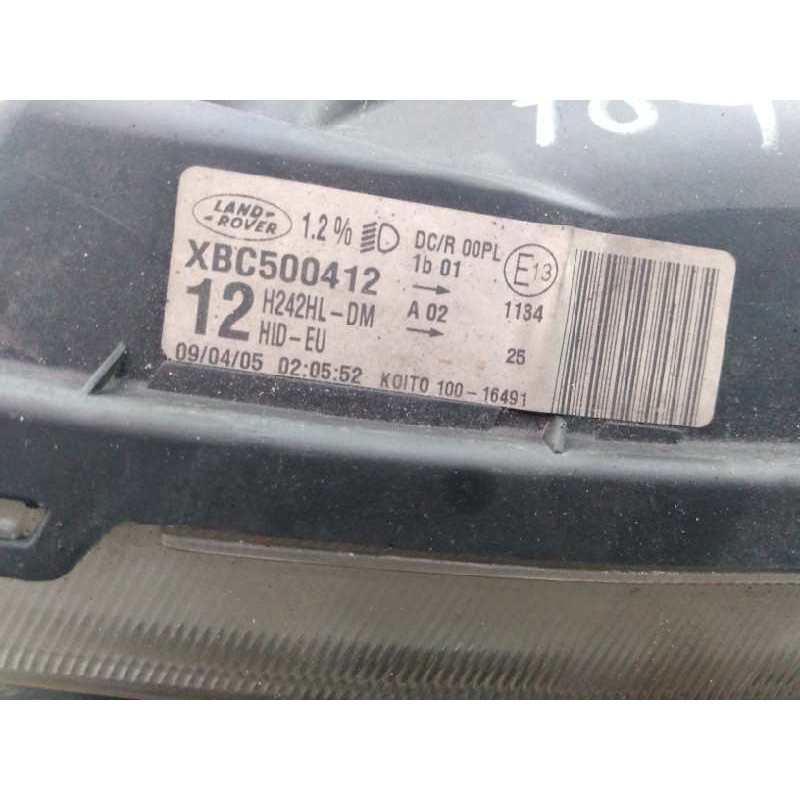 784
LAND-
-ROVER
1.2%
DC/R 00PL
XBC500412
1b 01
E13
12
H242HL-DM
A 02
1134
HID-EU
25
09/04/05 02:05:52 KOITO 100-16491